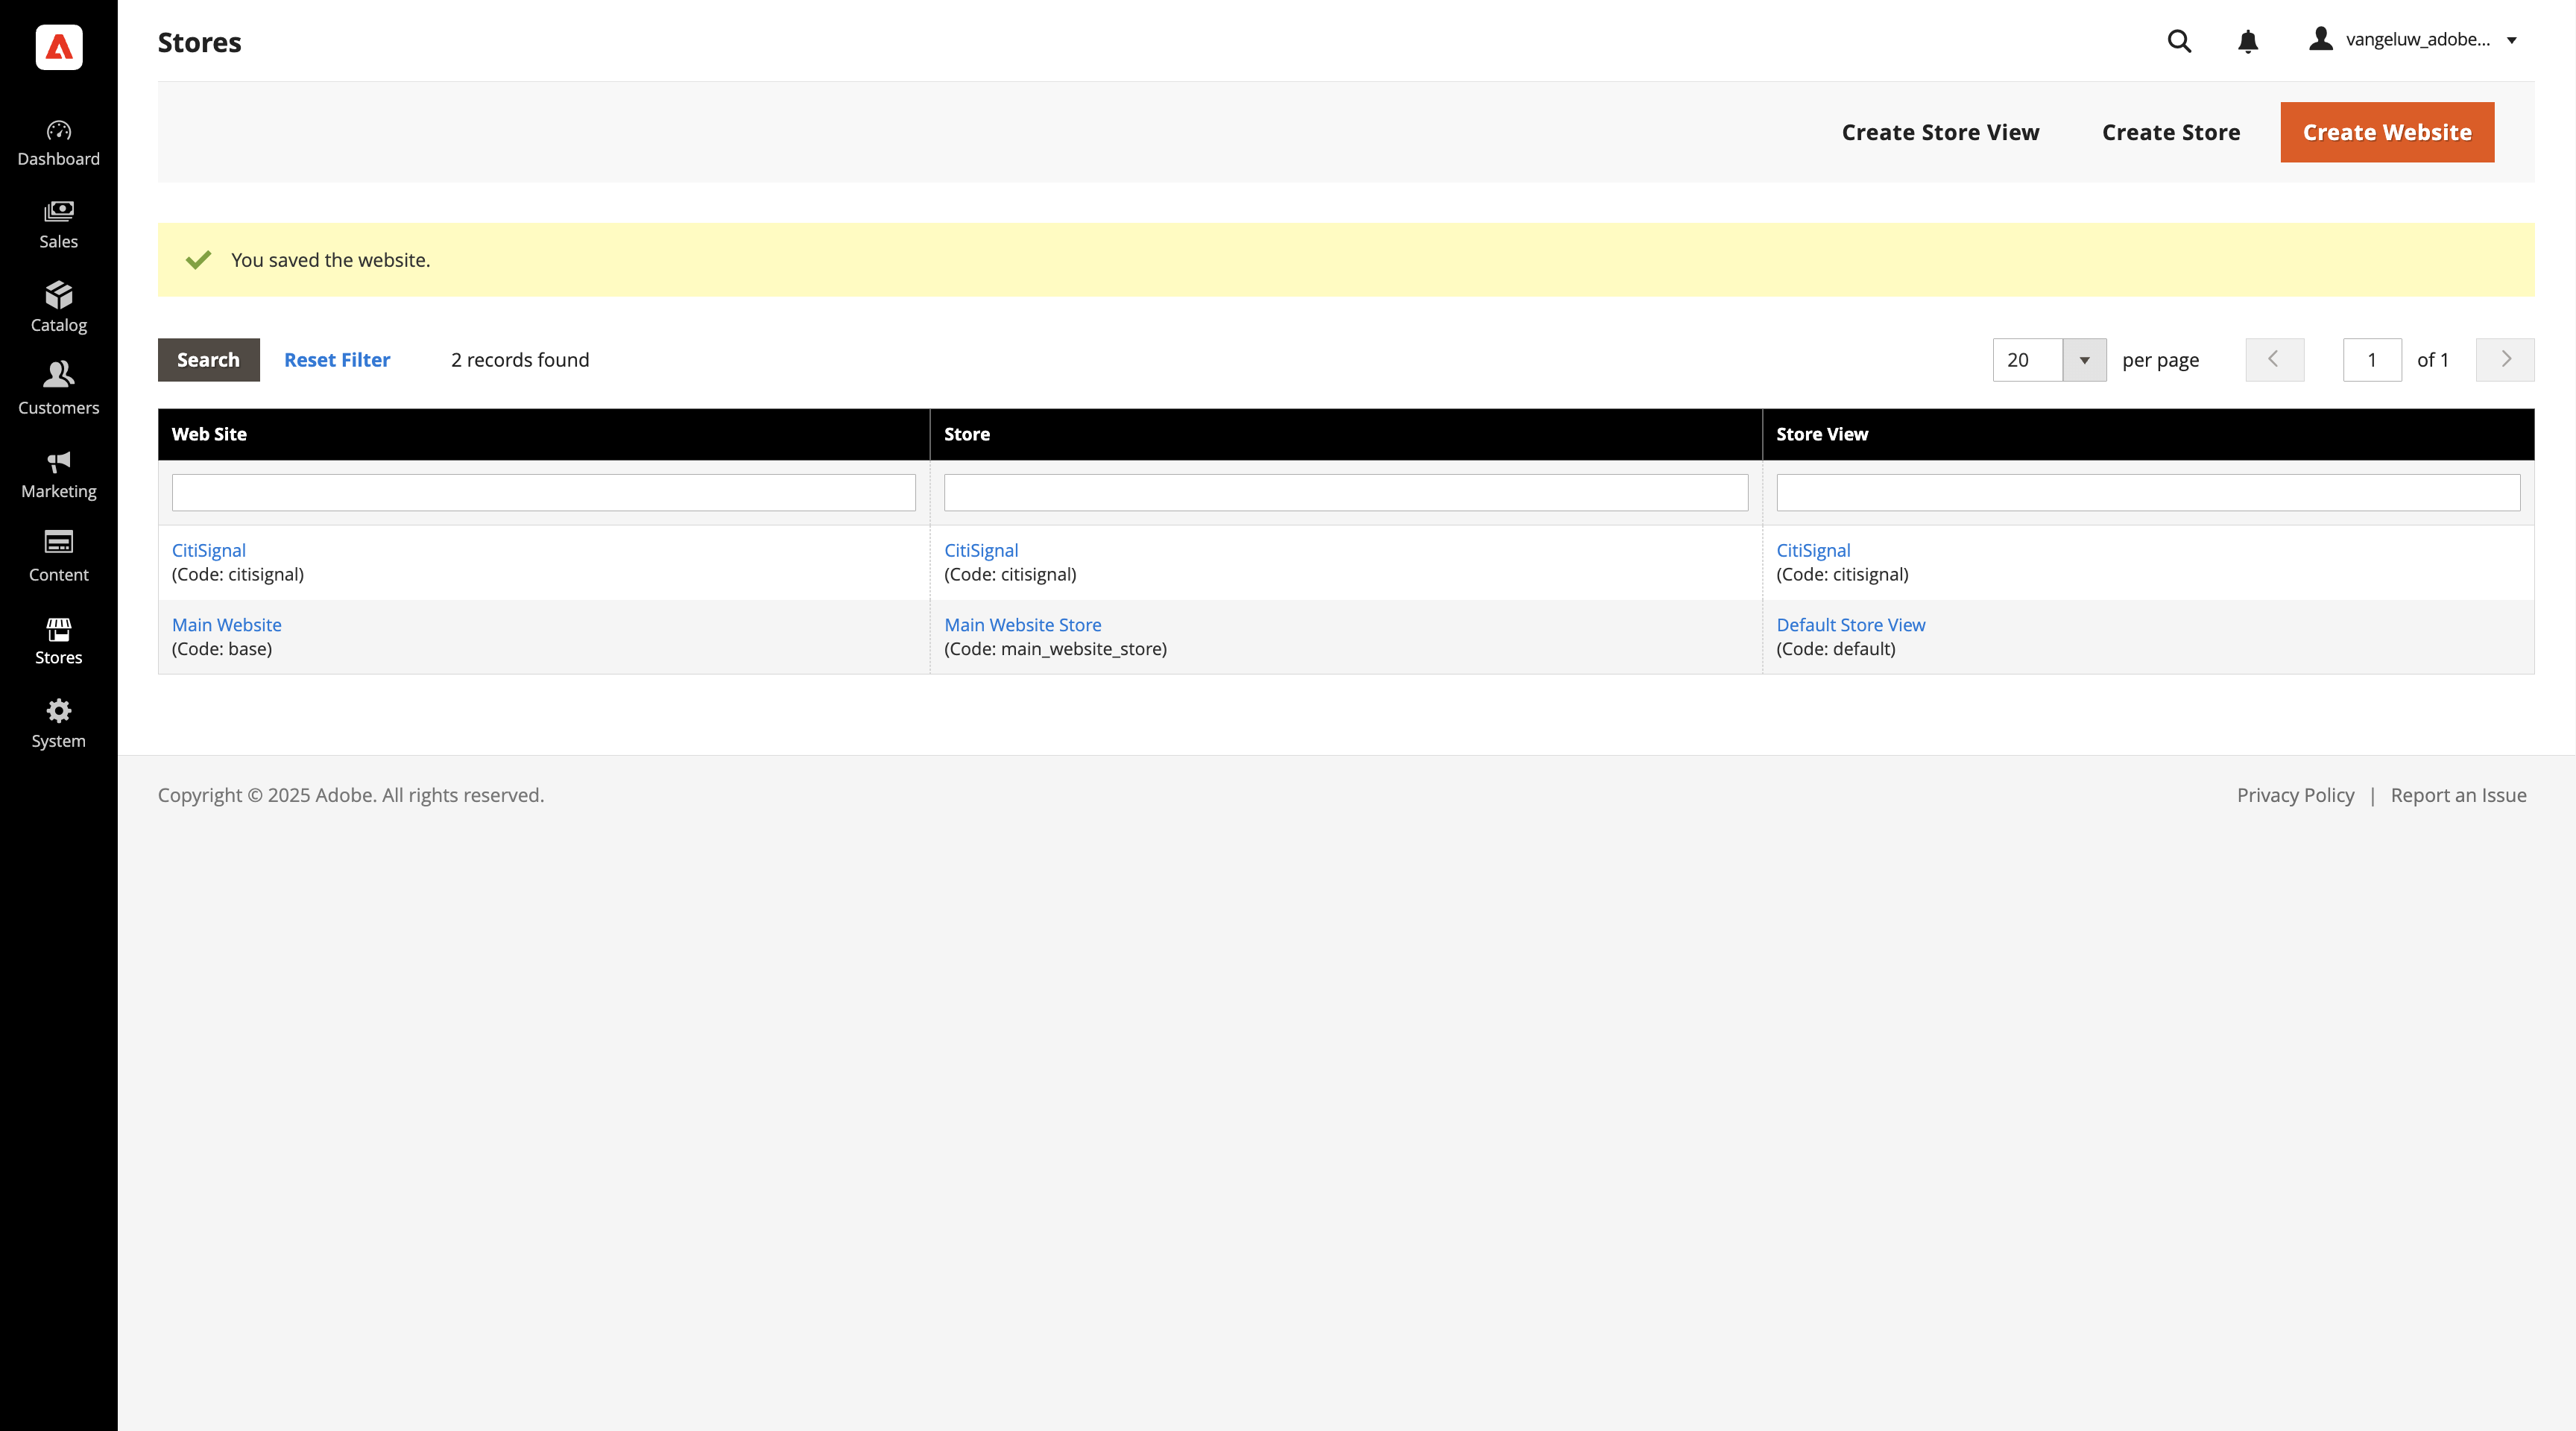 Stores
vangeluw_adobe...
Create Store View
Create Store
Create Website
Dashboard
Sales
Catalog
Customers
Marketing
Content
Stores
System
You saved the website.
Search
Reset Filter
2 records found
20
per page
1
of 1
Web Site
Store
Store View
CitiSignal
(Code: citisignal)
CitiSignal
(Code: citisignal)
CitiSignal
(Code: citisignal)
Main Website
(Code: base)
Main Website Store
(Code: main_website_store)
Default Store View
(Code: default)
Copyright © 2025 Adobe. All rights reserved.
Privacy Policy | Report an Issue